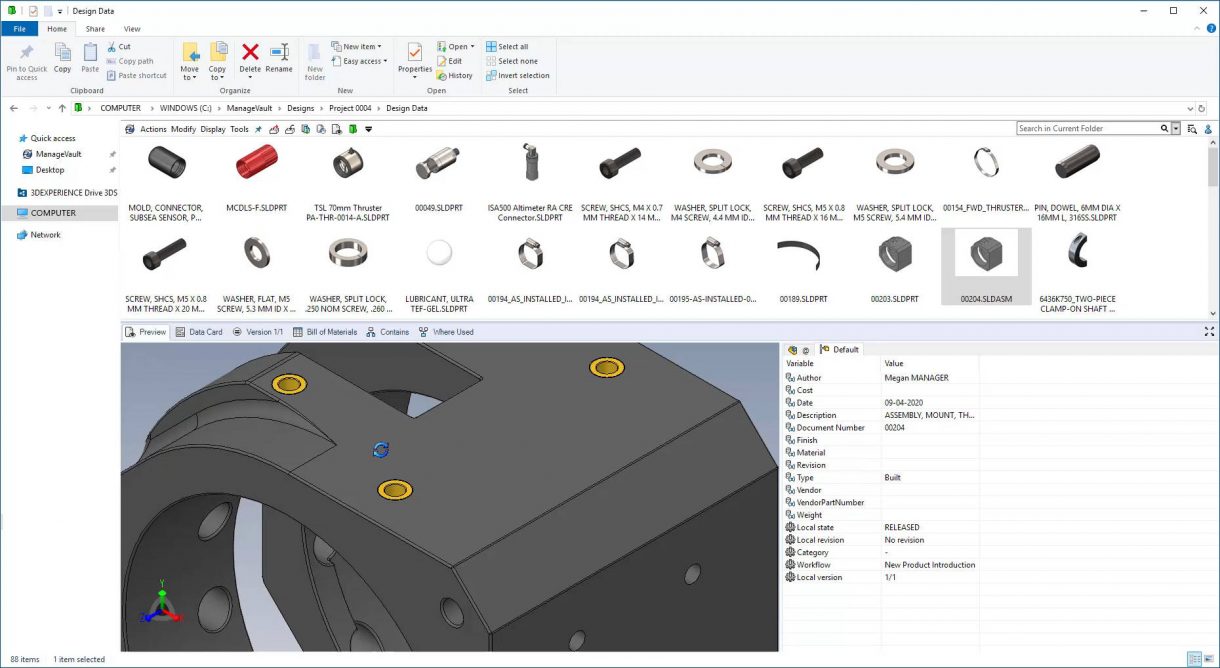 Design Data
File Home Share View
Pin to Quick access
Copy
Paste
Cut
Copy path
Paste shortcut
Clipboard
Move to
Copy to
Delete
Rename
Organize
New folder
New item
Easy access
New
Properties
Open
Edit
History
Open
Select all
Select none
Invert selection
Select
COMPUTER > WINDOWS (C:) > ManageVault > Designs > Project 0004 > Design Data
Quick access
ManageVault
Desktop
3DEXPERIENCE Drive 3DS
COMPUTER
Network
Actions Modify Display Tools
Search in Current Folder
MOLD, CONNECTOR,
SUBSEA SENSOR, P...
MCDLS-F.SLDPRT
TSL 70mm Thruster
PA-THR-0014-A.SLDPRT
00049.SLDPRT
ISA500 Altimeter RA CRE
Connector.SLDPRT
SCREW, SHCS, M4 X 0.7
MM THREAD X 14 M...
WASHER, SPLIT LOCK,
M4 SCREW, 4.4 MM ID...
SCREW, SHCS, M5 X 0.8
MM THREAD X 16 M...
WASHER, SPLIT LOCK,
M5 SCREW, 5.4 MM ID...
00154_FWD_THRUSTER...
PIN, DOWEL, 6MM DIA X
16MM L, 316SS.SLDPRT
SCREW, SHCS, M5 X 0.8
MM THREAD X 20 M...
WASHER, FLAT, M5
SCREW, 5.3 MM ID X ...
WASHER, SPLIT LOCK,
.250 NOM SCREW, .260 ...
LUBRICANT, ULTRA
TEF-GEL.SLDPRT
00194_AS_INSTALLED_I...
00194_AS_INSTALLED_I...
00195-AS-INSTALLED-0...
00189.SLDPRT
00203.SLDPRT
00204.SLDASM
6436K750_TWO-PIECE
CLAMP-ON SHAFT ...
Preview Data Card Version 1/1 Bill of Materials Contains Where Used
@ Default
Variable Value
Author Megan MANAGER
Cost
Date 09-04-2020
Description ASSEMBLY, MOUNT, TH...
Document Number 00204
Finish
Material
Revision
Type Built
Vendor
VendorPartNumber
Weight
Local state RELEASED
Local revision No revision
Category -
Workflow New Product Introduction
Local version 1/1
Y
Z X
88 items 1 item selected